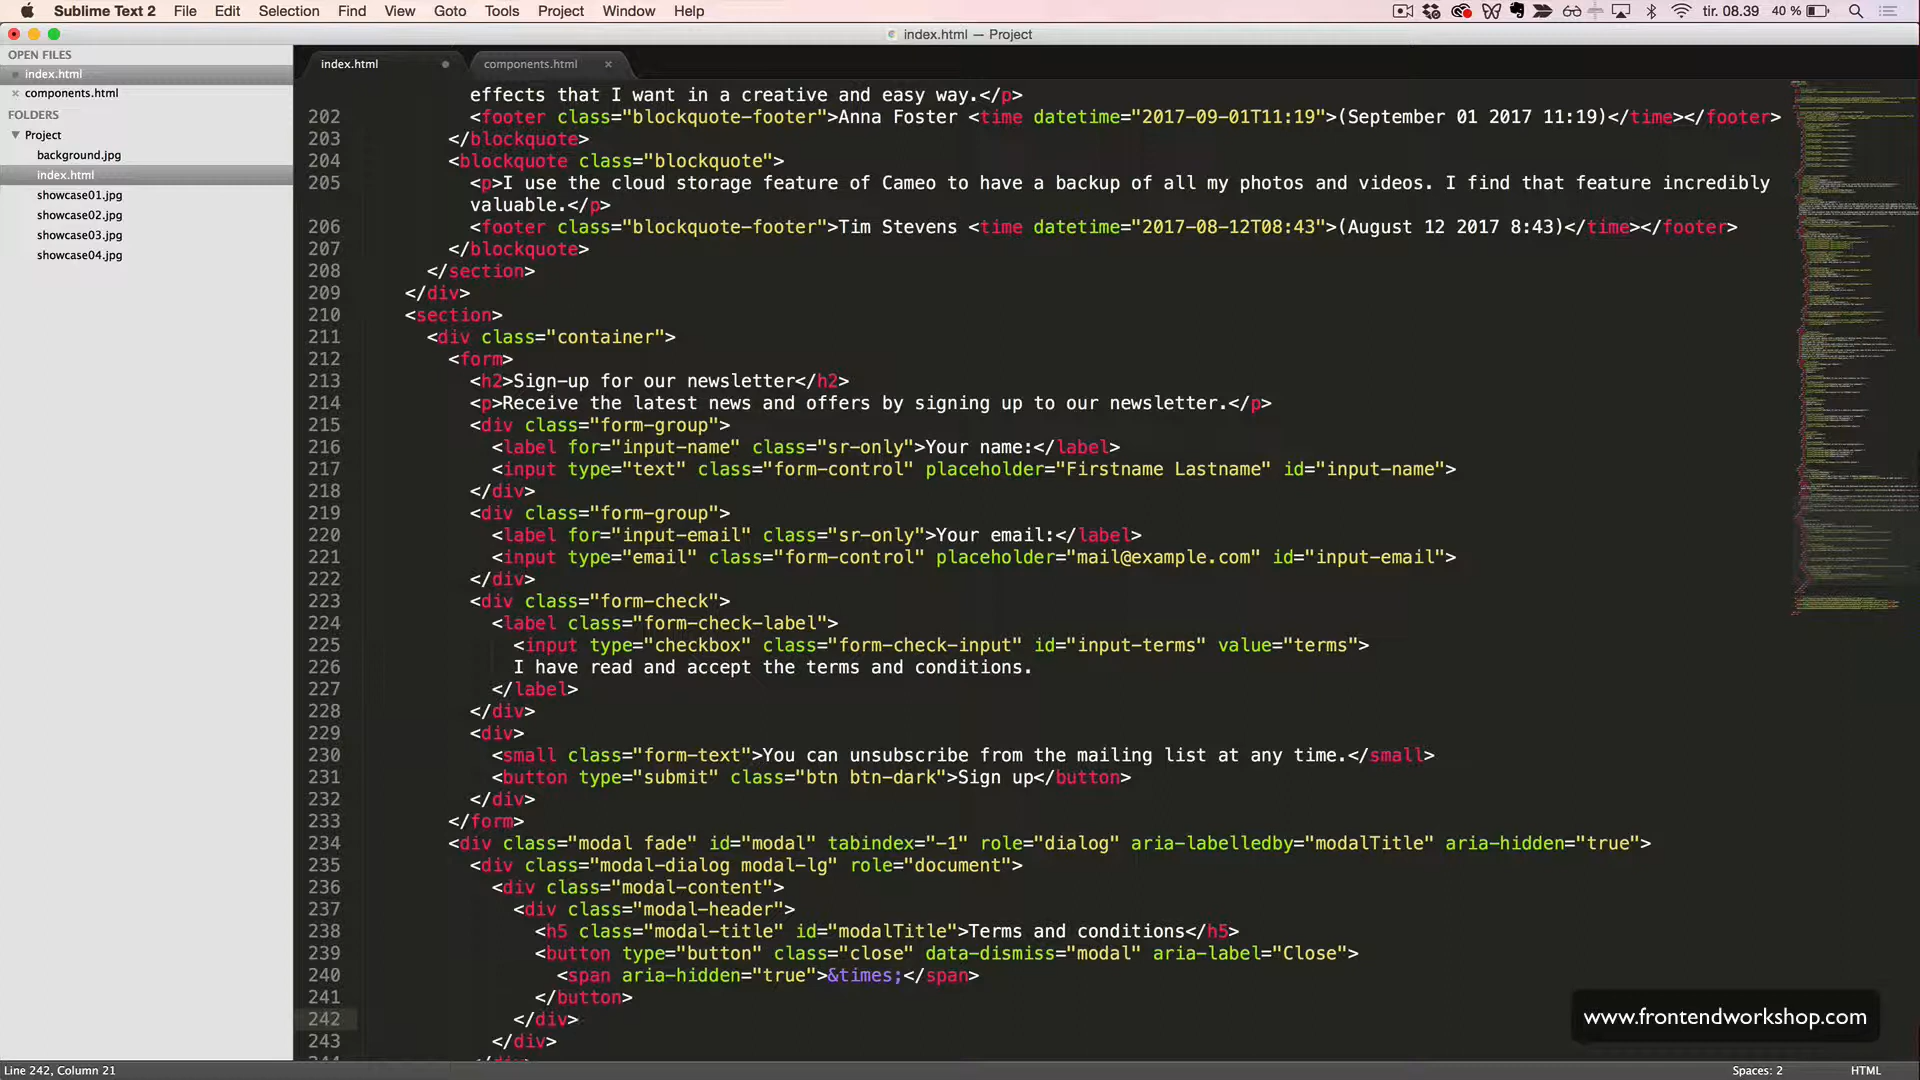 Sublime Text 2 File Edit Selection Find View Goto Tools Project Window Help tir. 08.39 40 %
index.html — Project
OPEN FILES
index.html
components.html
FOLDERS
Project
background.jpg
index.html
showcase01.jpg
showcase02.jpg
showcase03.jpg
showcase04.jpg
index.html components.html
effects that I want in a creative and easy way.</p>
202 <footer class="blockquote-footer">Anna Foster <time datetime="2017-09-01T11:19">(September 01 2017 11:19)</time></footer>
203 </blockquote>
204 <blockquote class="blockquote">
205 <p>I use the cloud storage feature of Cameo to have a backup of all my photos and videos. I find that feature incredibly
valuable.</p>
206 <footer class="blockquote-footer">Tim Stevens <time datetime="2017-08-12T08:43">(August 12 2017 8:43)</time></footer>
207 </blockquote>
208 </section>
209 </div>
210 <section>
211 <div class="container">
212 <form>
213 <h2>Sign-up for our newsletter</h2>
214 <p>Receive the latest news and offers by signing up to our newsletter.</p>
215 <div class="form-group">
216 <label for="input-name" class="sr-only">Your name:</label>
217 <input type="text" class="form-control" placeholder="Firstname Lastname" id="input-name">
218 </div>
219 <div class="form-group">
220 <label for="input-email" class="sr-only">Your email:</label>
221 <input type="email" class="form-control" placeholder="mail@example.com" id="input-email">
222 </div>
223 <div class="form-check">
224 <label class="form-check-label">
225 <input type="checkbox" class="form-check-input" id="input-terms" value="terms">
226 I have read and accept the terms and conditions.
227 </label>
228 </div>
229 <div>
230 <small class="form-text">You can unsubscribe from the mailing list at any time.</small>
231 <button type="submit" class="btn btn-dark">Sign up</button>
232 </div>
233 </form>
234 <div class="modal fade" id="modal" tabindex="-1" role="dialog" aria-labelledby="modalTitle" aria-hidden="true">
235 <div class="modal-dialog modal-lg" role="document">
236 <div class="modal-content">
237 <div class="modal-header">
238 <h5 class="modal-title" id="modalTitle">Terms and conditions</h5>
239 <button type="button" class="close" data-dismiss="modal" aria-label="Close">
240 <span aria-hidden="true">&times;</span>
241 </button>
242 </div>
243 </div>
www.frontendworkshop.com
Line 242, Column 21 Spaces: 2 HTML